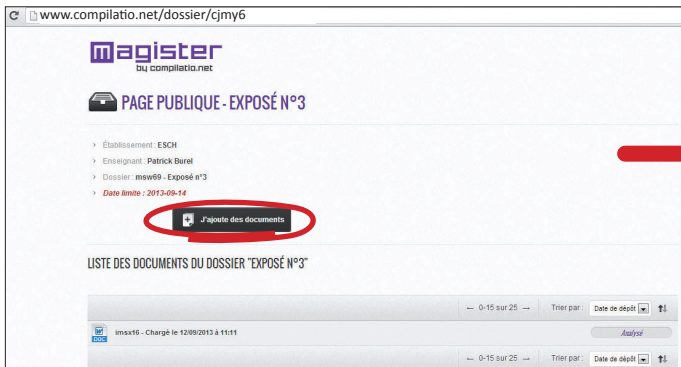 www.compilatio.net/dossier/cjmy6
magister
by compilatio.net
PAGE PUBLIQUE - EXPOSÉ N°3
› Établissement : ESCH
› Enseignant : Patrick Burel
› Dossier : msw69 - Exposé n°3
› Date limite : 2013-09-14
J'ajoute des documents
LISTE DES DOCUMENTS DU DOSSIER "EXPOSÉ N°3"
← 0-15 sur 25 → Trier par : Date de dépôt
DOC imsx16 - Chargé le 12/09/2013 à 11:11 Analysé
← 0-15 sur 25 → Trier par : Date de dépôt